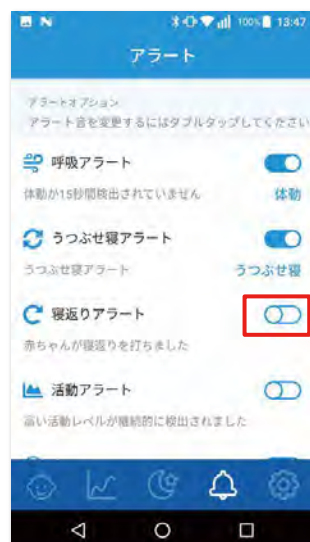 100% 13:47
アラート
アラートオプション
アラート音を変更するにはダブルタップしてください
呼吸アラート
体動が15秒間検出されていません 体動
うつぶせ寝アラート
うつぶせ寝アラート うつぶせ寝
寝返りアラート
赤ちゃんが寝返りを打ちました
活動アラート
高い活動レベルが継続的に検出されました